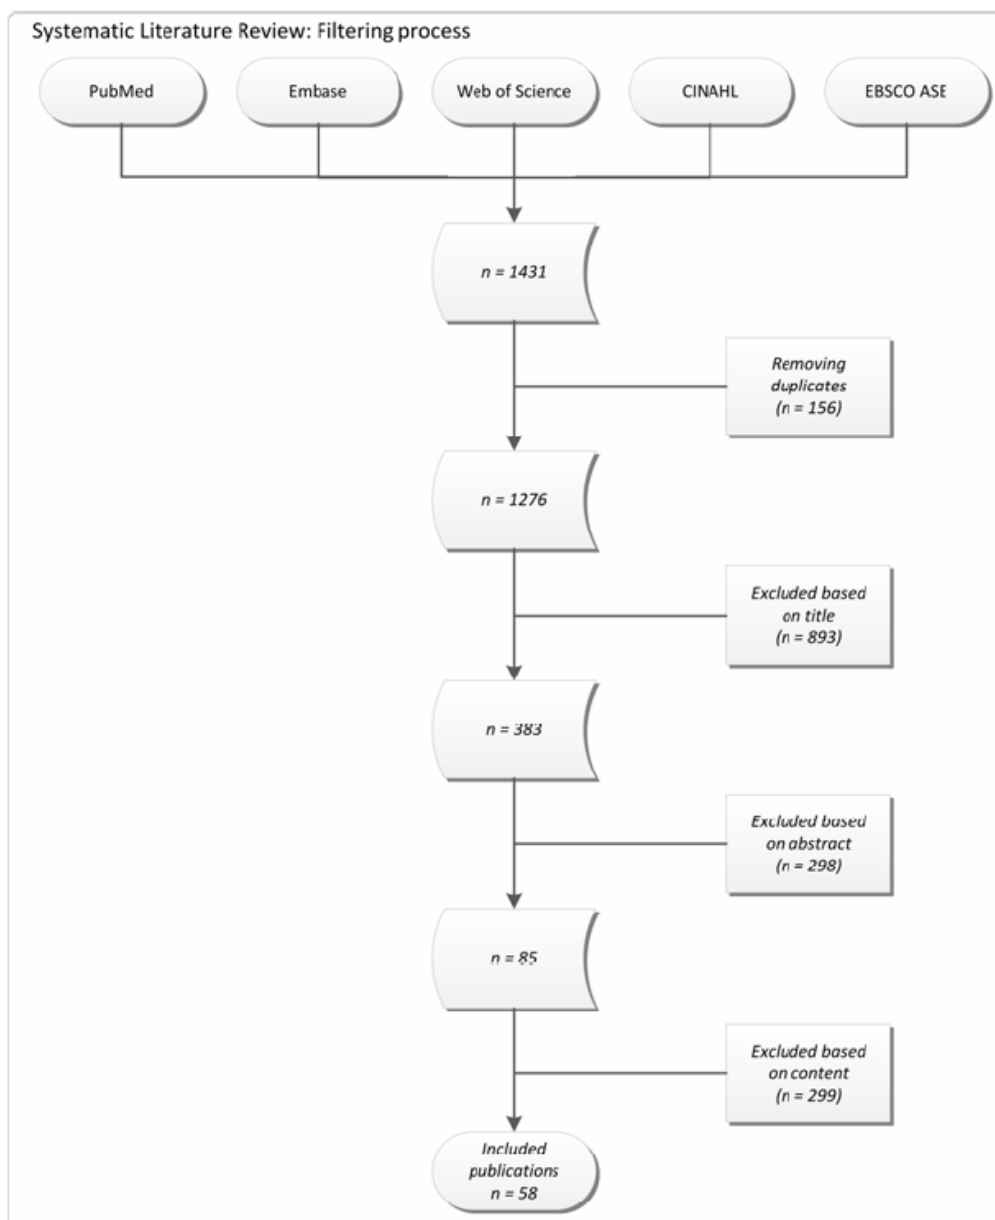 Systematic Literature Review: Filtering process
PubMed
Embase
Web of Science
CINAHL
EBSCO ASE
n = 1431
Removing
duplicates
(n = 156)
n = 1276
Excluded based
on title
(n = 893)
n = 383
Excluded based
on abstract
(n = 298)
n = 85
Excluded based
on content
(n = 299)
Included
publications
n = 58